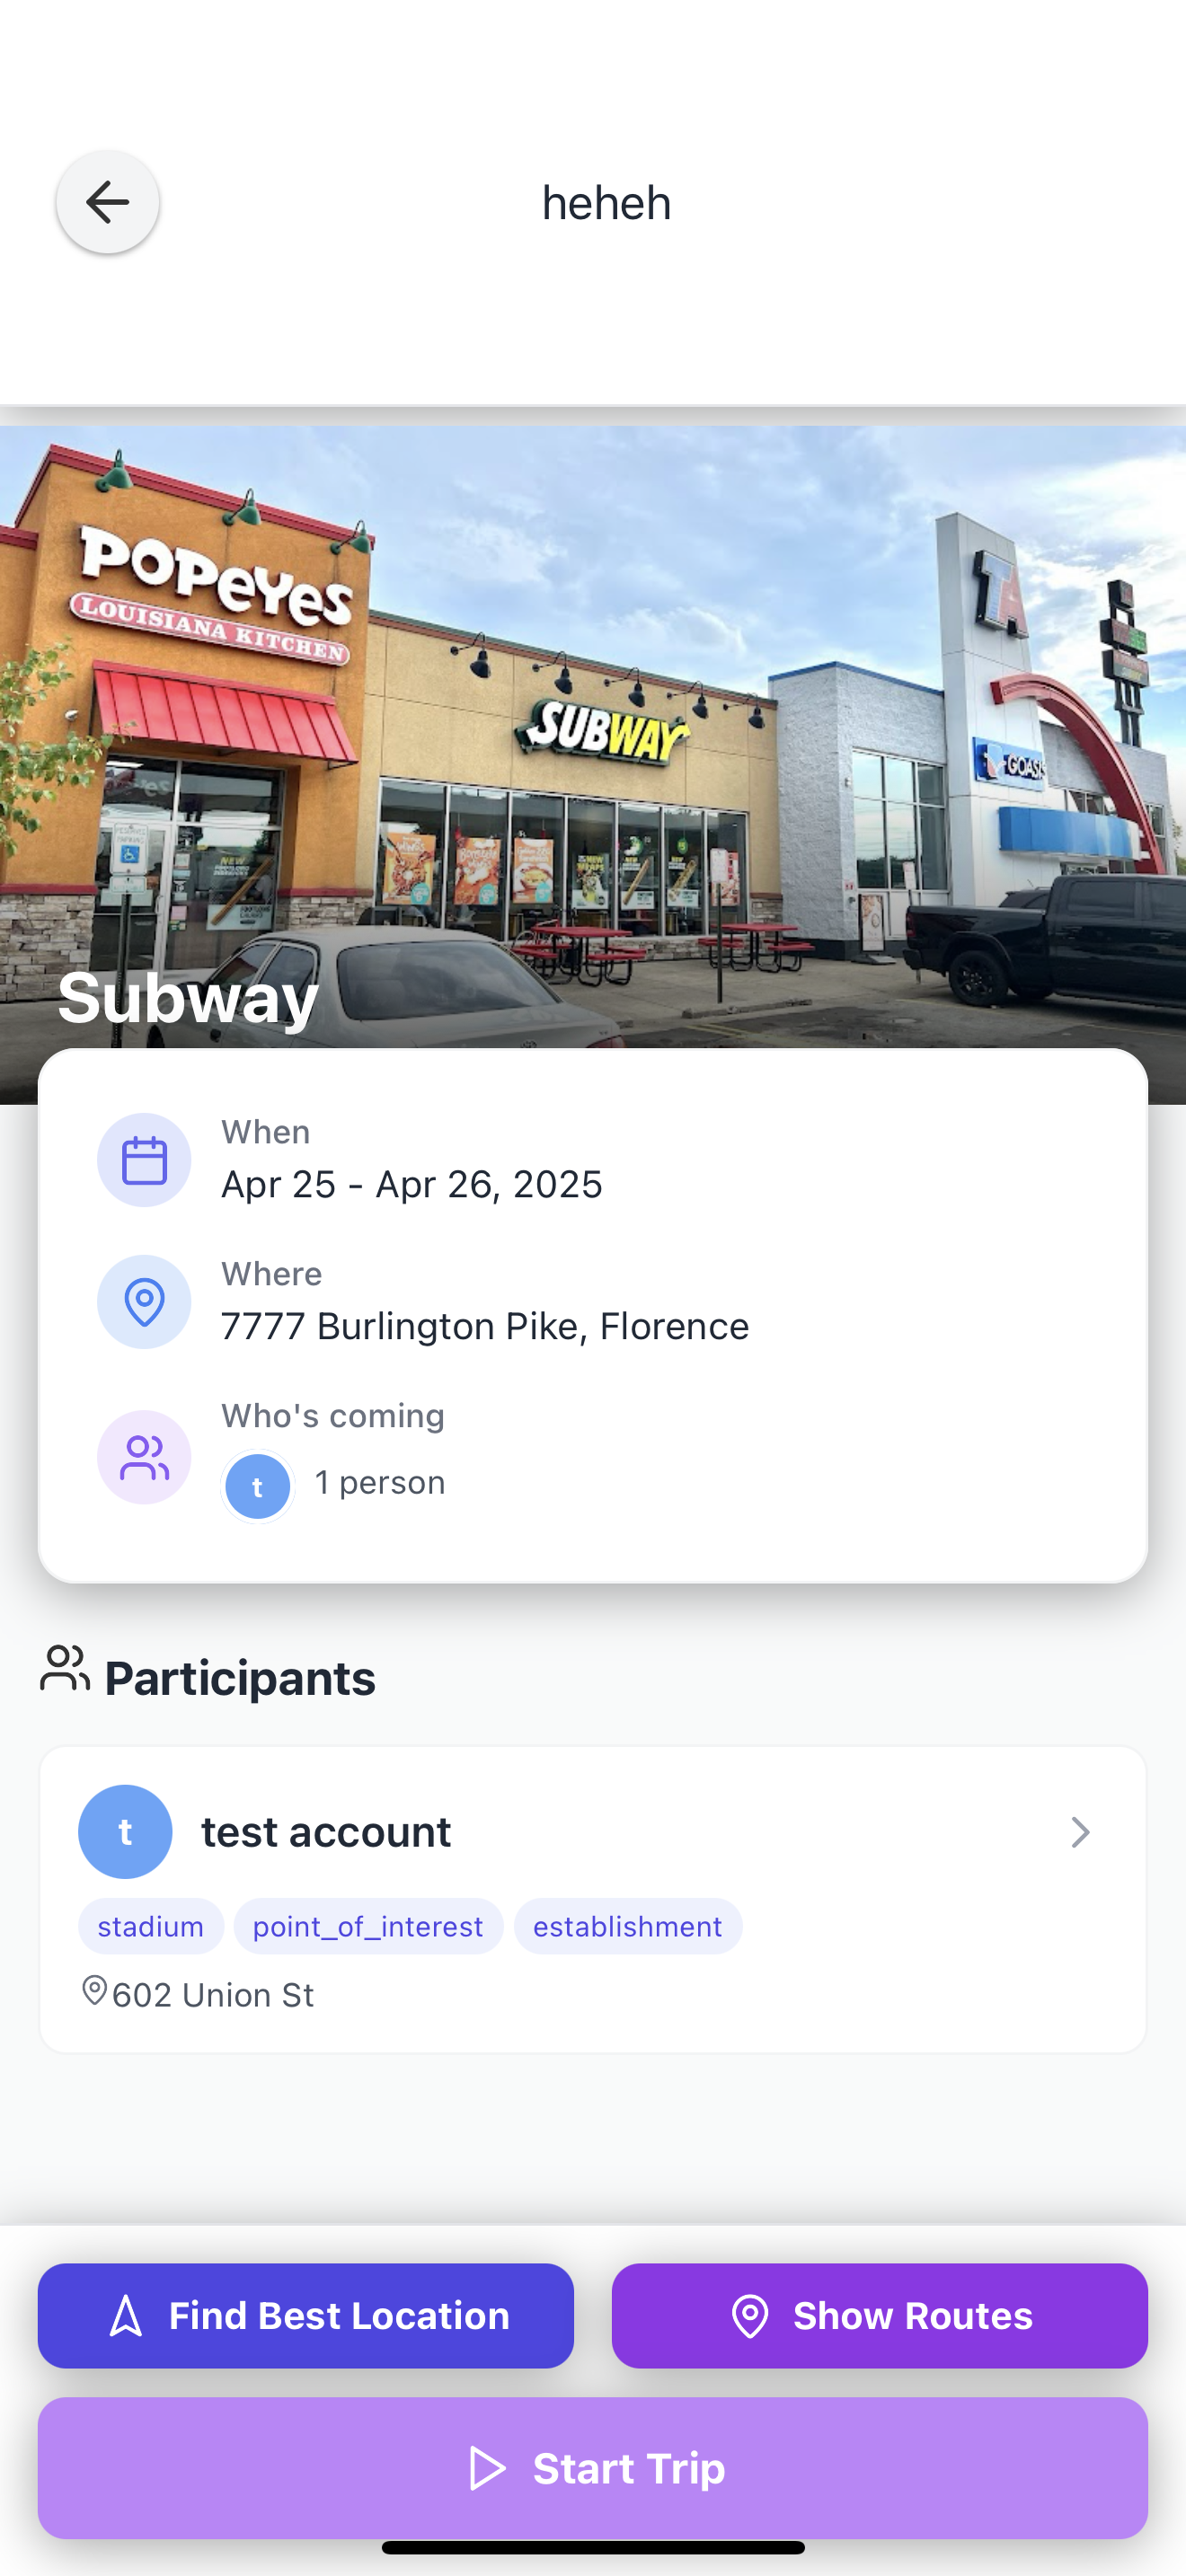 heheh
POPEYES
LOUISIANA KITCHEN
SUBWAY
TA
NEW
Subway
When
Apr 25 - Apr 26, 2025
Where
7777 Burlington Pike, Florence
Who's coming
t
1 person
Participants
t
test account
stadium
point_of_interest
establishment
602 Union St
Find Best Location
Show Routes
Start Trip